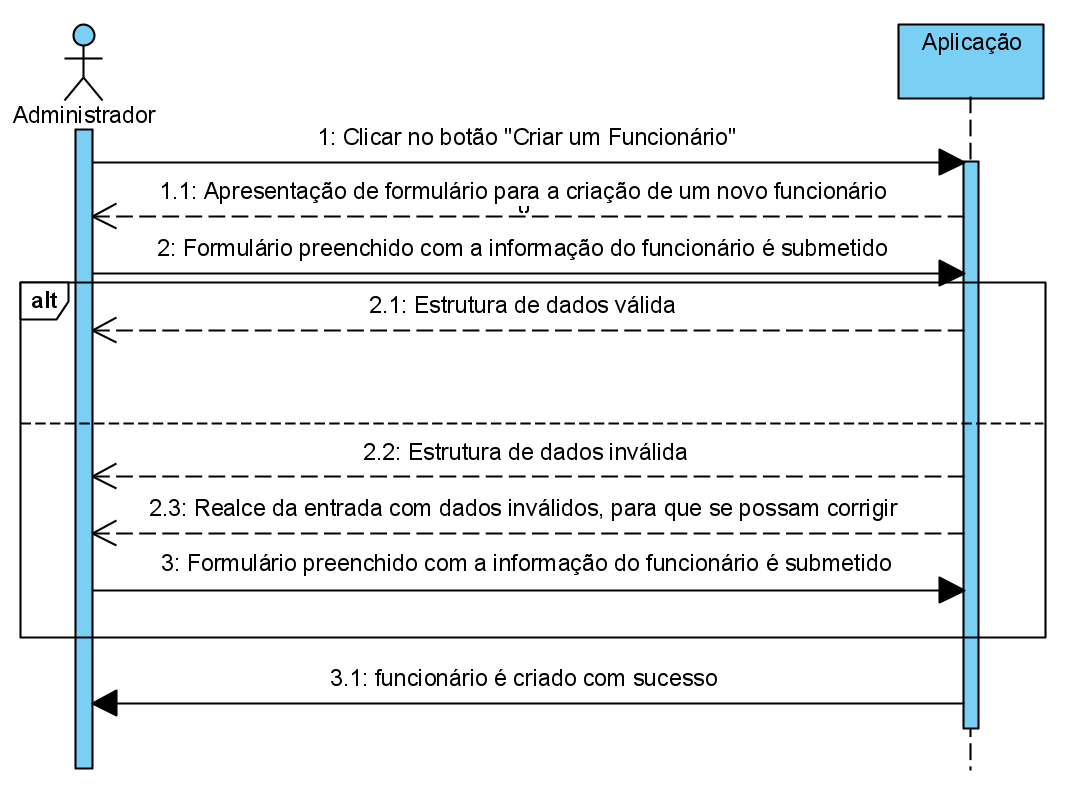 Aplicação
Administrador
1: Clicar no botão "Criar um Funcionário"
1.1: Apresentação de formulário para a criação de um novo funcionário
2: Formulário preenchido com a informação do funcionário é submetido
alt
2.1: Estrutura de dados válida
2.2: Estrutura de dados inválida
2.3: Realce da entrada com dados inválidos, para que se possam corrigir
3: Formulário preenchido com a informação do funcionário é submetido
3.1: funcionário é criado com sucesso